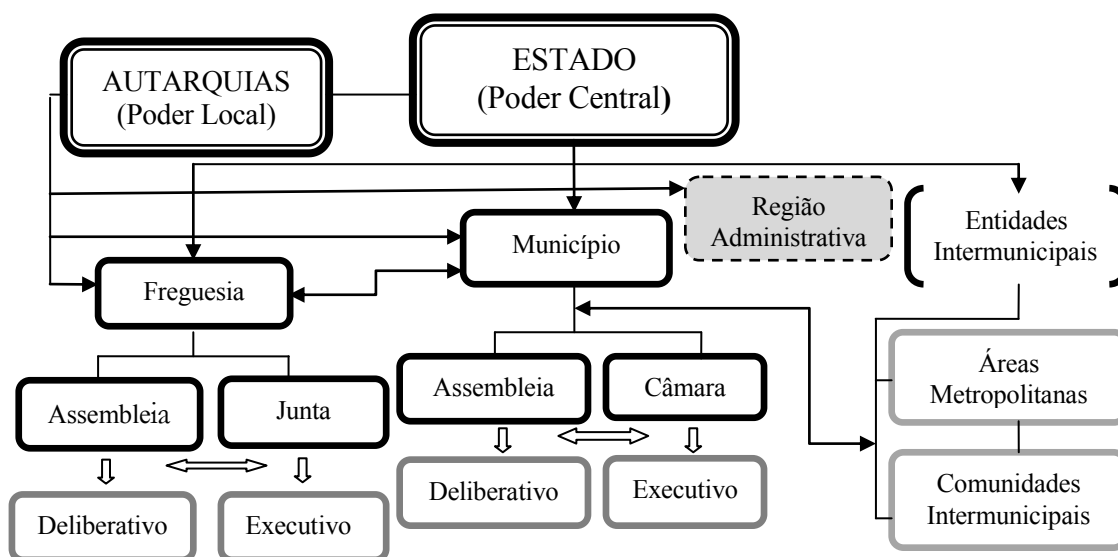 AUTARQUIAS
(Poder Local)
ESTADO
(Poder Central)
Região
Administrativa
Entidades
Intermunicipais
Município
Freguesia
Assembleia
Junta
Assembleia
Câmara
Áreas
Metropolitanas
Deliberativo
Executivo
Deliberativo
Executivo
Comunidades
Intermunicipais